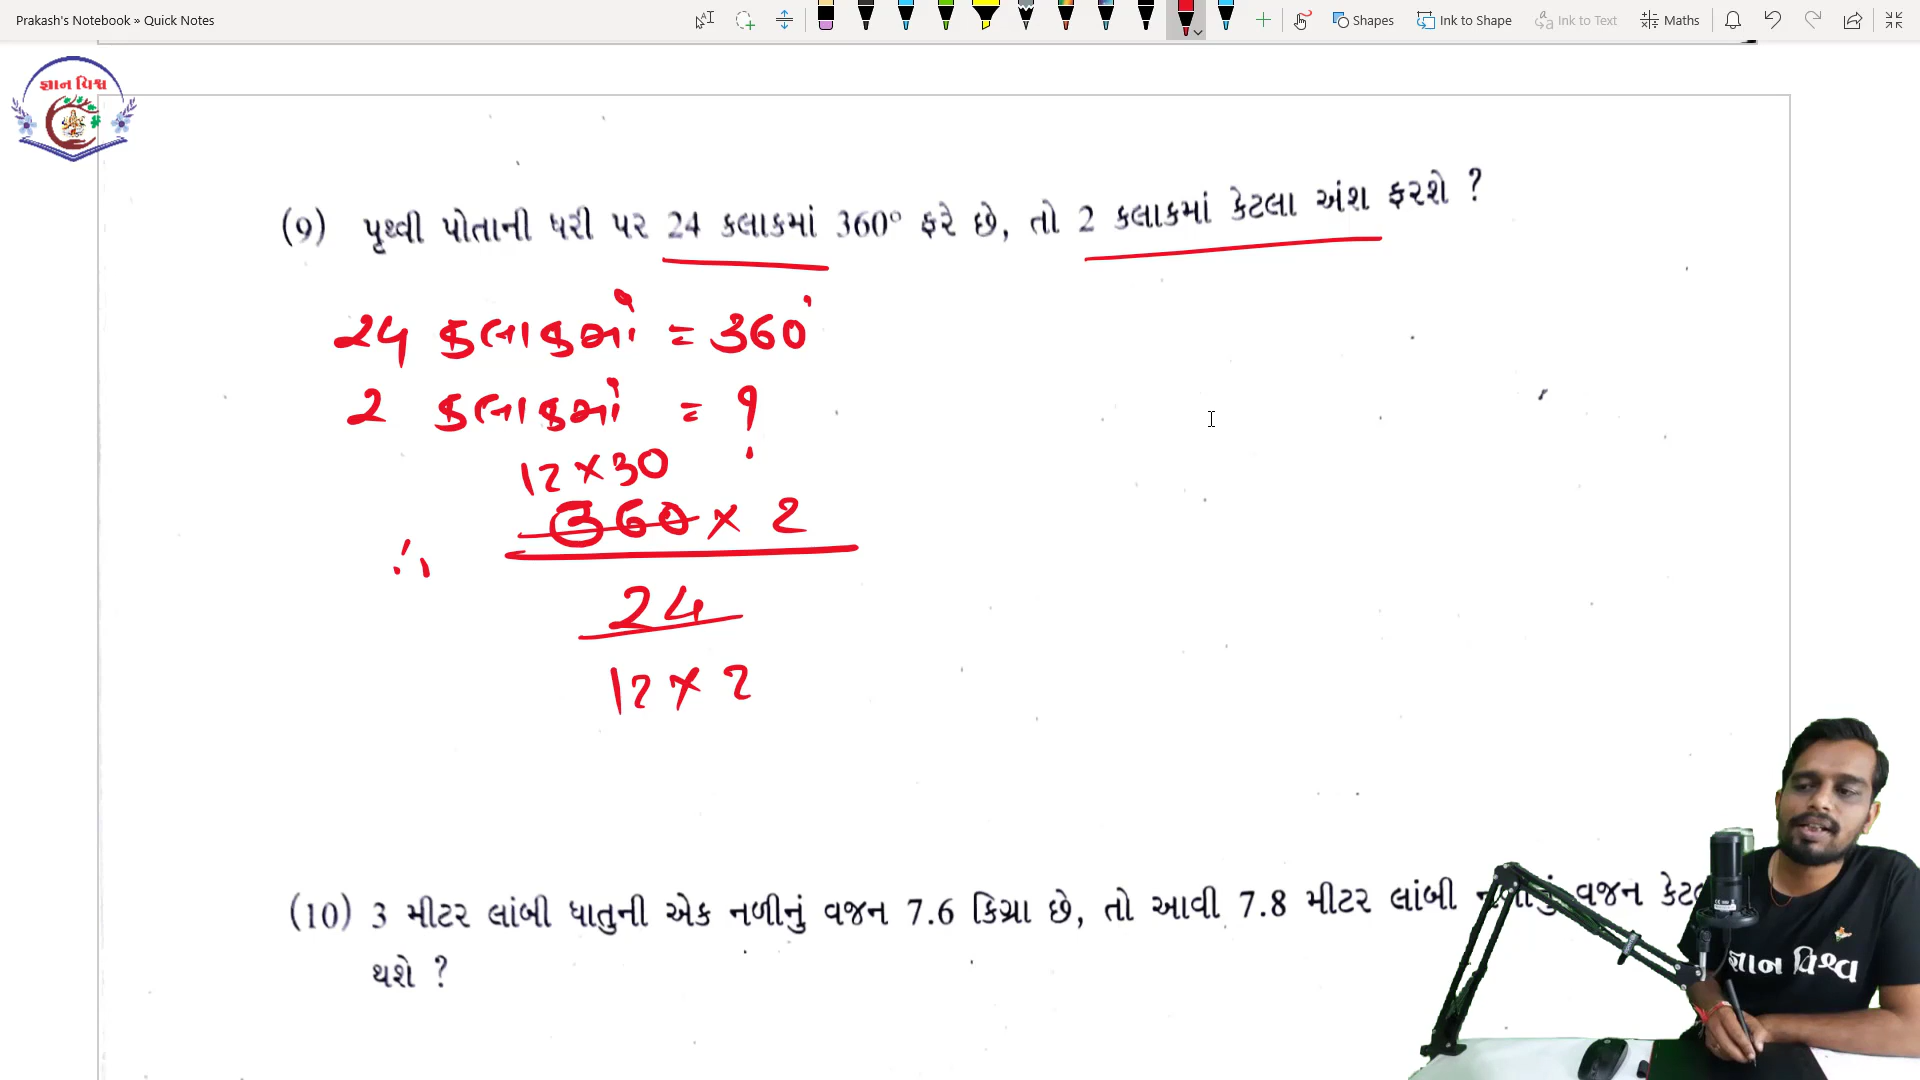 Prakash's Notebook » Quick Notes
Shapes
Ink to Shape
Ink to Text
Maths
જ્ઞાન વિશ્વ
(9) પૃથ્વી પોતાની ધરી પર 24 કલાકમાં 360° ફરે છે, તો 2 કલાકમાં કેટલા અંશ ફરશે ?
24 કલાકમાં = 360°
2 કલાકમાં = ?
12 × 30
360 × 2
∴
24
12 × 2
(10) 3 મીટર લાંબી ધાતુની એક નળીનું વજન 7.6 કિગ્રા છે, તો આવી 7.8 મીટર લાંબી નળીનું વજન
થશે ?
જ્ઞાન વિશ્વ